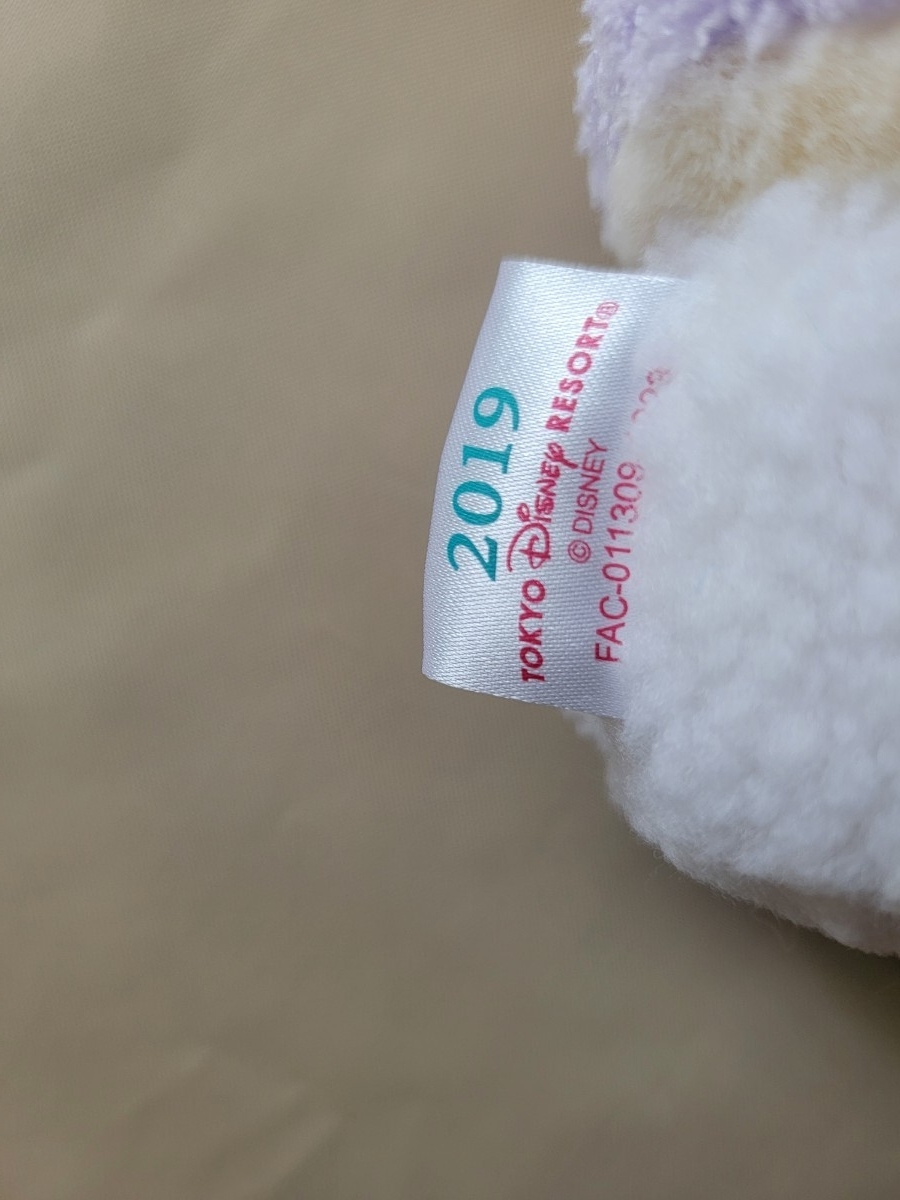 2019
TOKYO DISNEY RESORT®
© DISNEY
FAC-011309